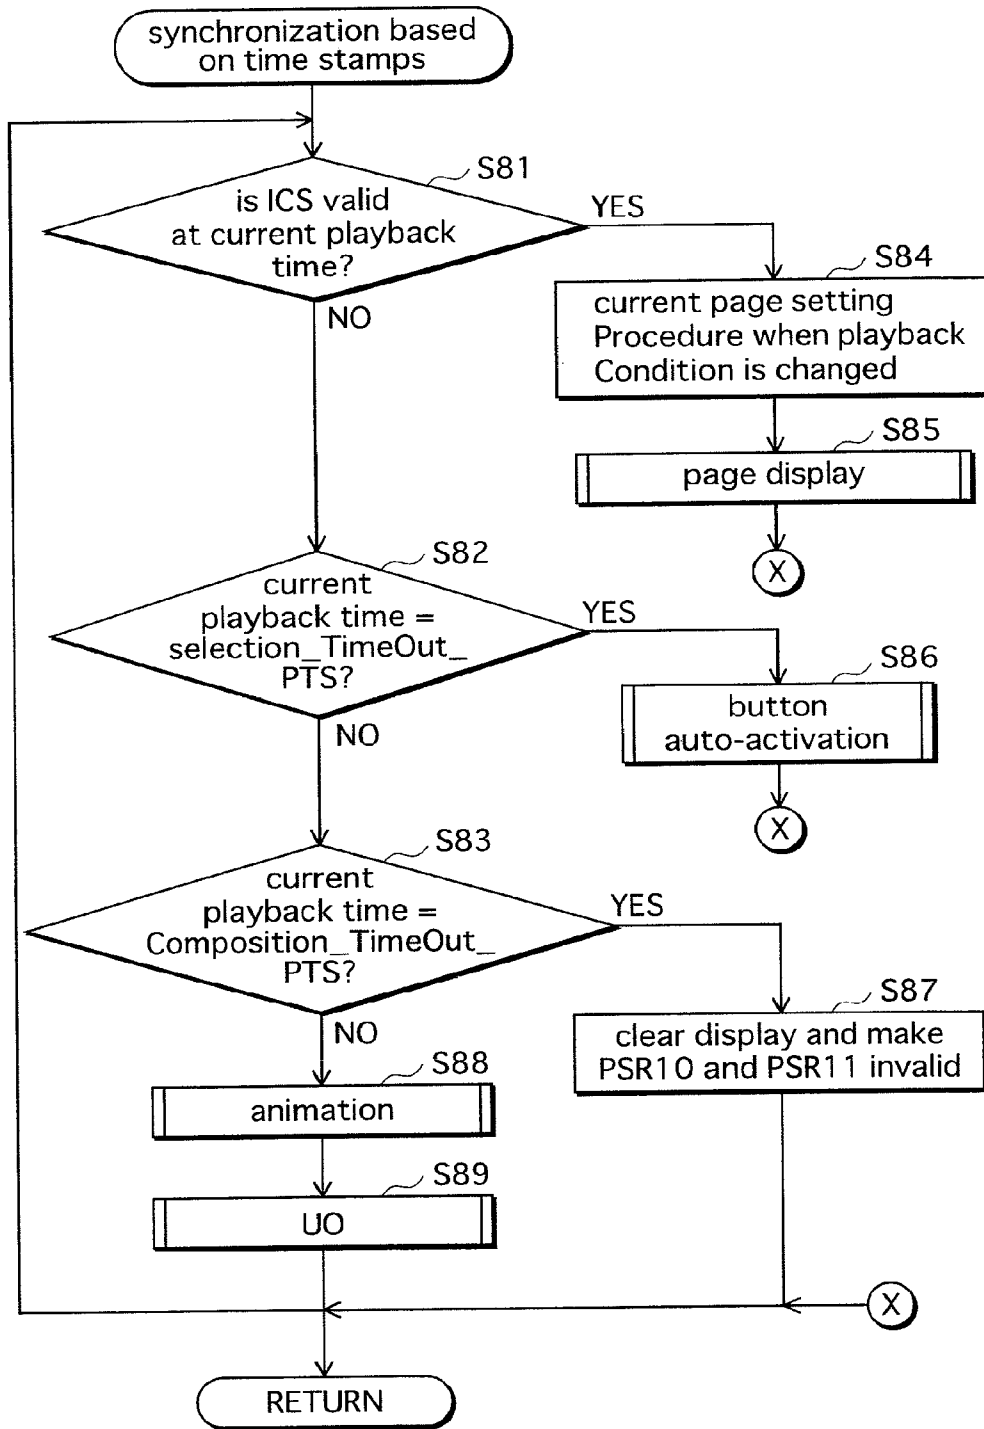 synchronization based
on time stamps
S81
is ICS valid
at current playback
time?
YES
NO
S84
current page setting
Procedure when playback
Condition is changed
S85
page display
X
S82
current
playback time =
selection_TimeOut_
PTS?
YES
NO
S86
button
auto-activation
X
S83
current
playback time =
Composition_TimeOut_
PTS?
YES
NO
S87
clear display and make
PSR10 and PSR11 invalid
S88
animation
S89
UO
X
RETURN